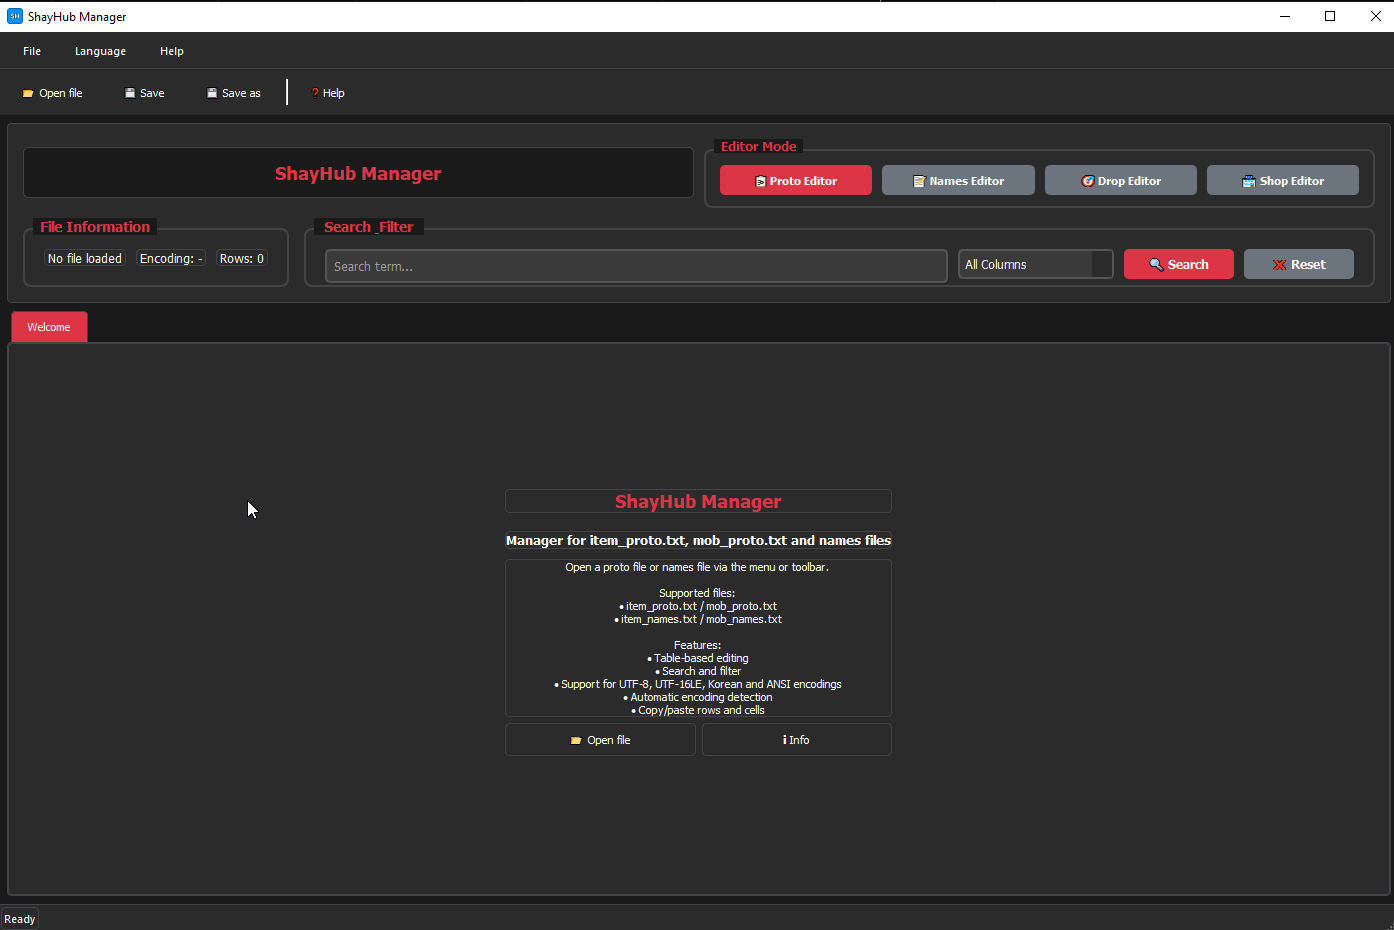 SH ShayHub Manager
File Language Help
Open file Save Save as ? Help
ShayHub Manager
Editor Mode
Proto Editor Names Editor Drop Editor Shop Editor
File Information
No file loaded Encoding: - Rows: 0
Search _Filter
Search term... All Columns Search Reset
Welcome
ShayHub Manager
Manager for item_proto.txt, mob_proto.txt and names files
Open a proto file or names file via the menu or toolbar.
Supported files:
• item_proto.txt / mob_proto.txt
• item_names.txt / mob_names.txt
Features:
• Table-based editing
• Search and filter
• Support for UTF-8, UTF-16LE, Korean and ANSI encodings
• Automatic encoding detection
• Copy/paste rows and cells
Open file i Info
Ready